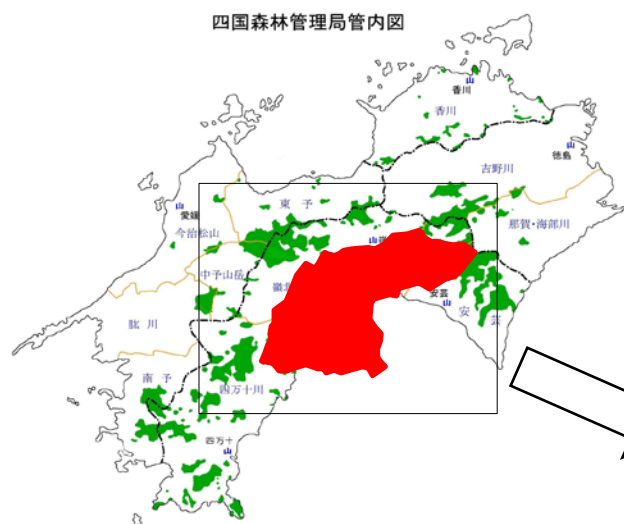 四国森林管理局管内図
香川
香川
徳島
吉野川
東予
愛媛
今治松山
那賀・海部川
中予山岳
嶺北
安芸
安芸
肱川
南予
四万十川
四万十